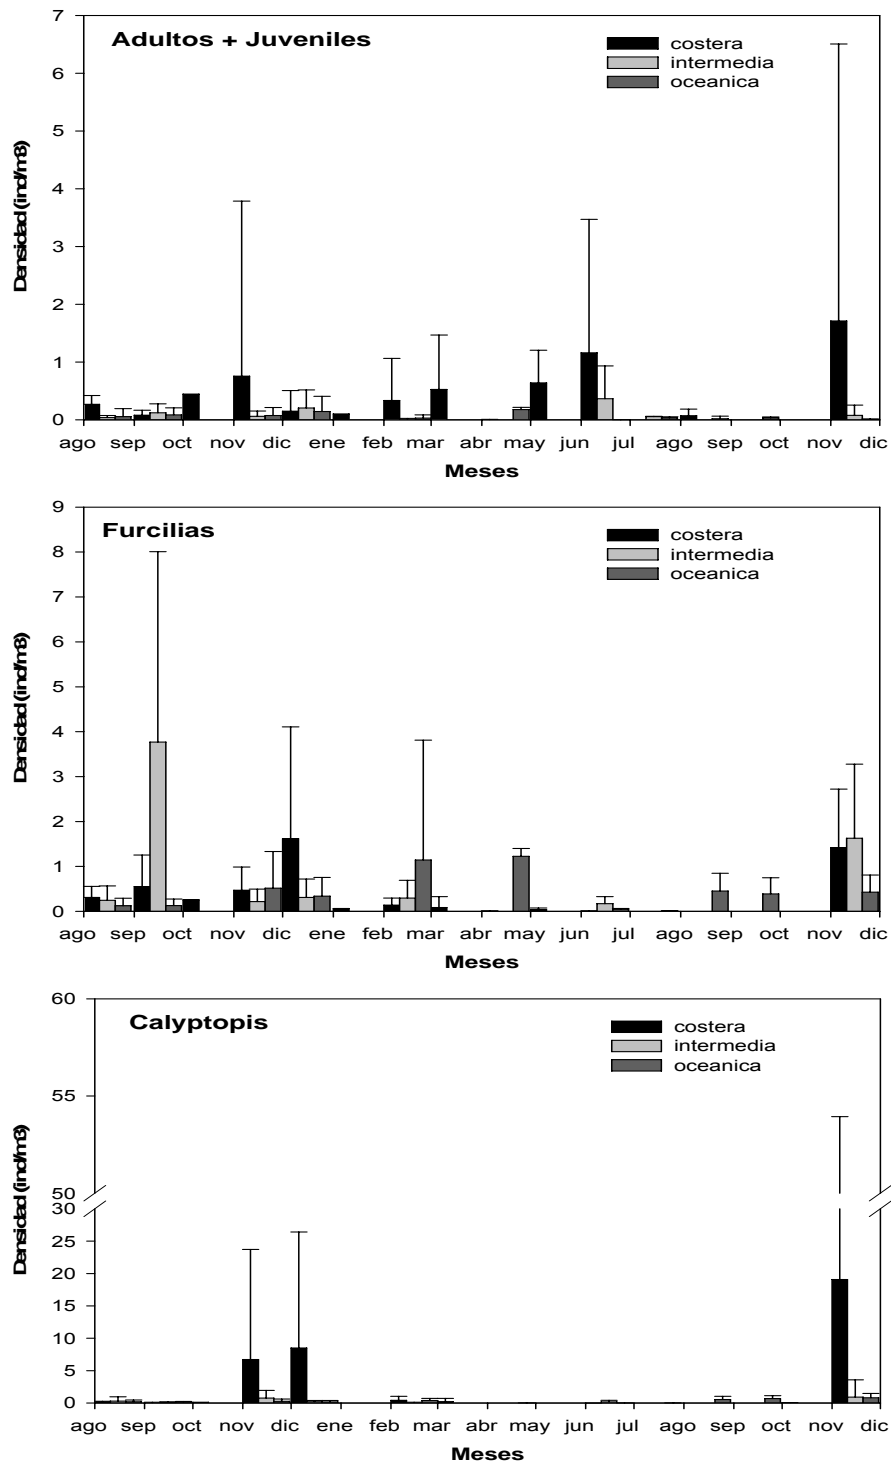 Adultos + Juveniles
costera
intermedia
oceanica
7
6
5
4
3
2
1
0
Densidad (ind/m3)
ago sep oct nov dic ene feb mar abr may jun jul ago sep oct nov dic
Meses
Furcilias
costera
intermedia
oceanica
9
8
7
6
5
4
3
2
1
0
Densidad (ind/m3)
ago sep oct nov dic ene feb mar abr may jun jul ago sep oct nov dic
Meses
Calyptopis
costera
intermedia
oceanica
60
55
50
30
25
20
15
10
5
0
Densidad (ind/m3)
ago sep oct nov dic ene feb mar abr may jun jul ago sep oct nov dic
Meses